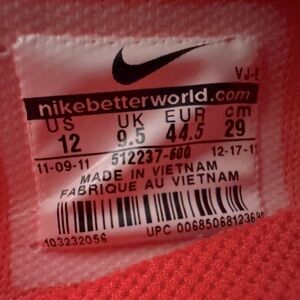 VJ-
nikebetterworld.com
US UK EUR cm
12 9.5 44.5 29
11-09-11 512237-600 12-17-1
MADE IN VIETNAM
FABRIQUE AU VIETNAM
103232056 UPC 00685068123